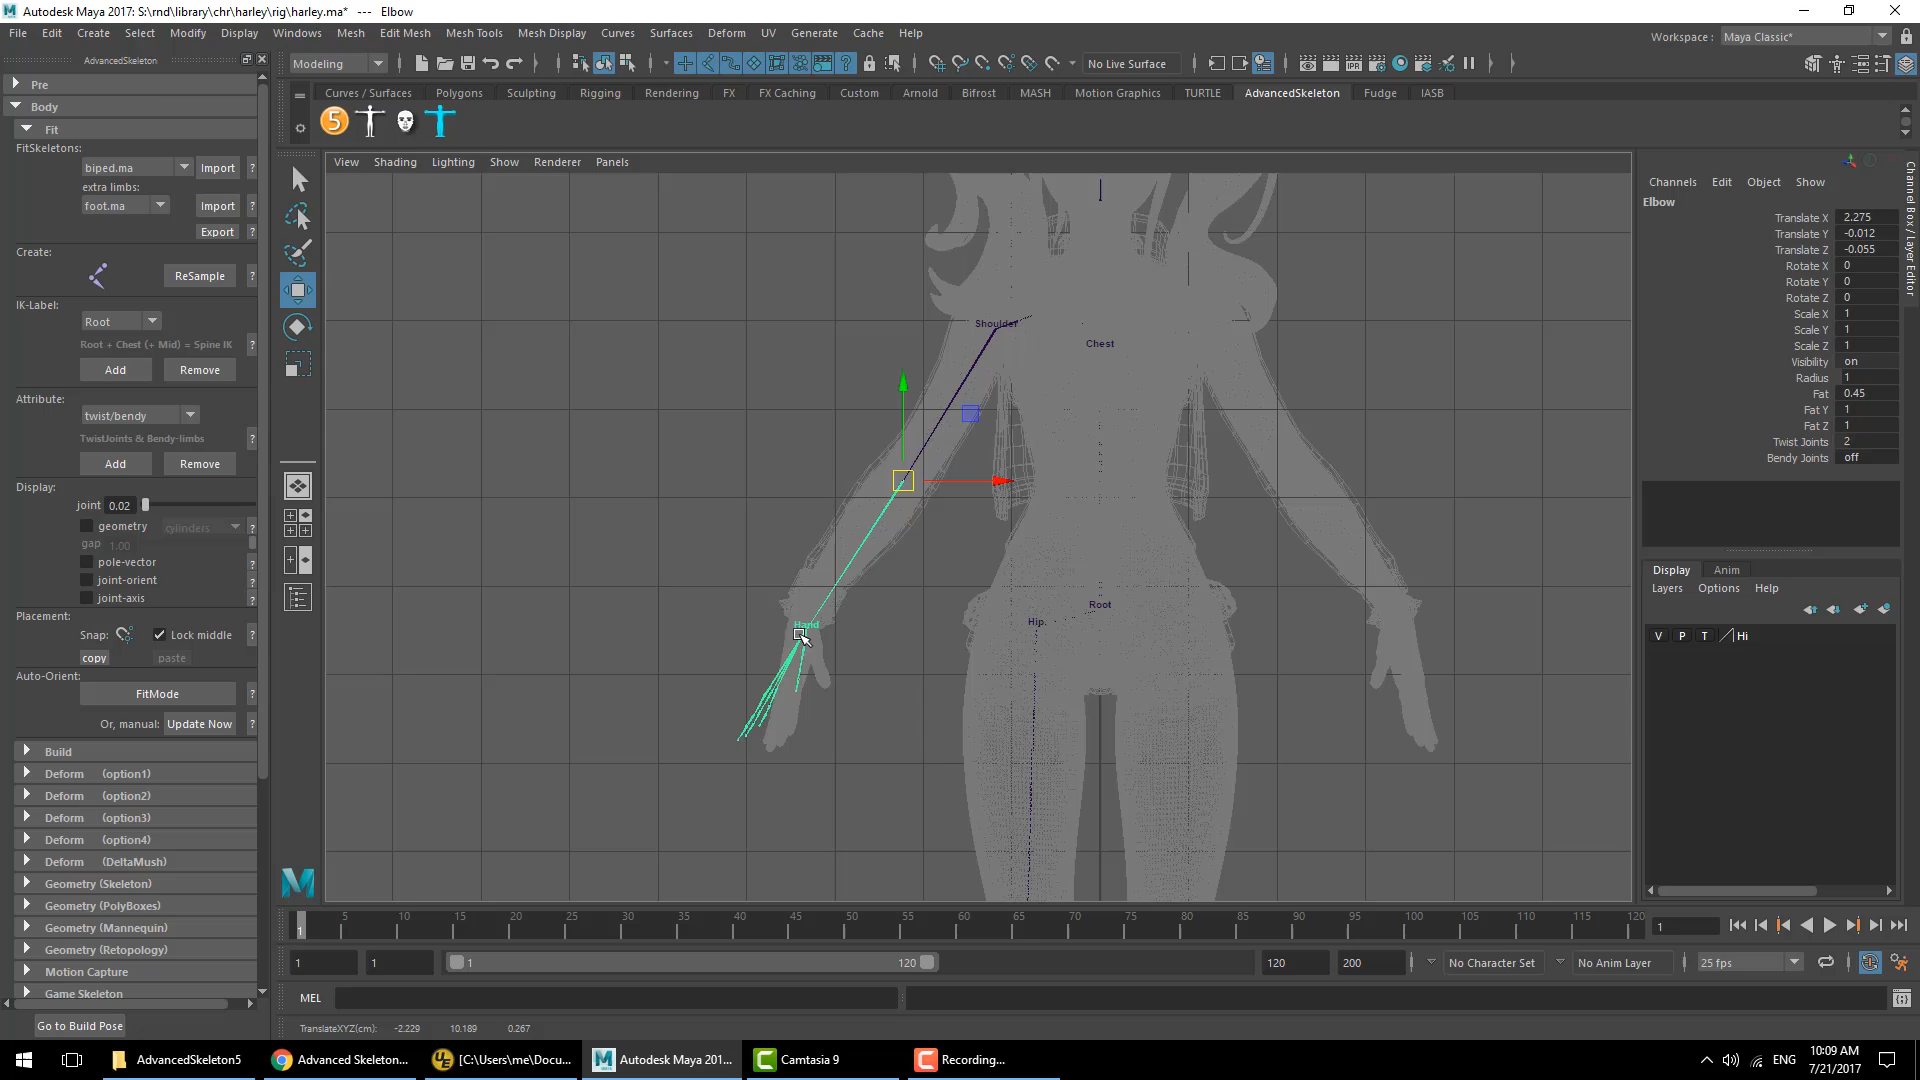 Autodesk Maya 2017: S:\rnd\library\chr\harley\rig\harley.ma* --- Elbow
File Edit Create Select Modify Display Windows Mesh Edit Mesh Mesh Tools Mesh Display Curves Surfaces Deform UV Generate Cache Help
Workspace : Maya Classic*
AdvancedSkeleton
Modeling
No Live Surface
Curves / Surfaces Polygons Sculpting Rigging Rendering FX FX Caching Custom Arnold Bifrost MASH Motion Graphics TURTLE AdvancedSkeleton Fudge IASB
5
Pre
Body
Fit
FitSkeletons:
biped.ma Import ?
extra limbs:
foot.ma Import ?
Export ?
Create:
ReSample ?
IK-Label:
Root
Root + Chest (+ Mid) = Spine IK ?
Add Remove
Attribute:
twist/bendy
TwistJoints & Bendy-limbs ?
Add Remove
Display:
joint 0.02
geometry cylinders ?
gap 1.00
pole-vector ?
joint-orient ?
joint-axis ?
Placement:
Snap: Lock middle ?
copy paste ?
Auto-Orient:
FitMode ?
Or, manual: Update Now ?
Build
Deform (option1)
Deform (option2)
Deform (option3)
Deform (option4)
Deform (DeltaMush)
Geometry (Skeleton)
Geometry (PolyBoxes)
Geometry (Mannequin)
Geometry (Retopology)
Motion Capture
Game Skeleton
Go to Build Pose
View Shading Lighting Show Renderer Panels
Shoulder
Chest
Root
Hip
Hand
Channels Edit Object Show
Elbow
Translate X 2.275
Translate Y -0.012
Translate Z -0.055
Rotate X 0
Rotate Y 0
Rotate Z 0
Scale X 1
Scale Y 1
Scale Z 1
Visibility on
Radius 1
Fat 0.45
Fat Y 1
Fat Z 1
Twist Joints 2
Bendy Joints off
Channel Box / Layer Editor
Display Anim
Layers Options Help
V P T Hi
5 10 15 20 25 30 35 40 45 50 55 60 65 70 75 80 85 90 95 100 105 110 115 120
1
1
1 1 1 120 120 200 No Character Set No Anim Layer 25 fps
MEL
TranslateXYZ(cm): -2.229 10.189 0.267
AdvancedSkeleton5 Advanced Skeleton... [C:\Users\me\Docu... Autodesk Maya 201... Camtasia 9 Recording...
ENG
10:09 AM
7/21/2017